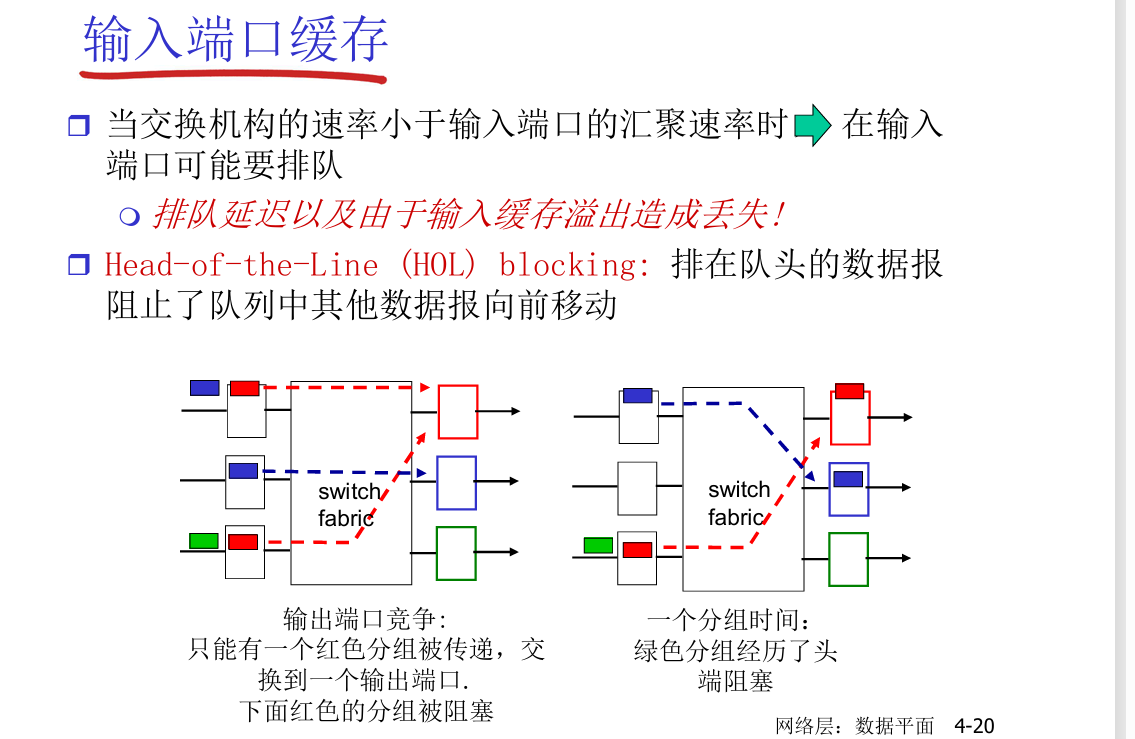 输入端口缓存
当交换机构的速率小于输入端口的汇聚速率时 在输入
端口可能要排队
排队延迟以及由于输入缓存溢出造成丢失!
Head-of-the-Line (HOL) blocking: 排在队头的数据报
阻止了队列中其他数据报向前移动
switch
fabric
输出端口竞争:
只能有一个红色分组被传递，交
换到一个输出端口.
下面红色的分组被阻塞
switch
fabric
一个分组时间：
绿色分组经历了头
端阻塞
网络层：数据平面 4-20